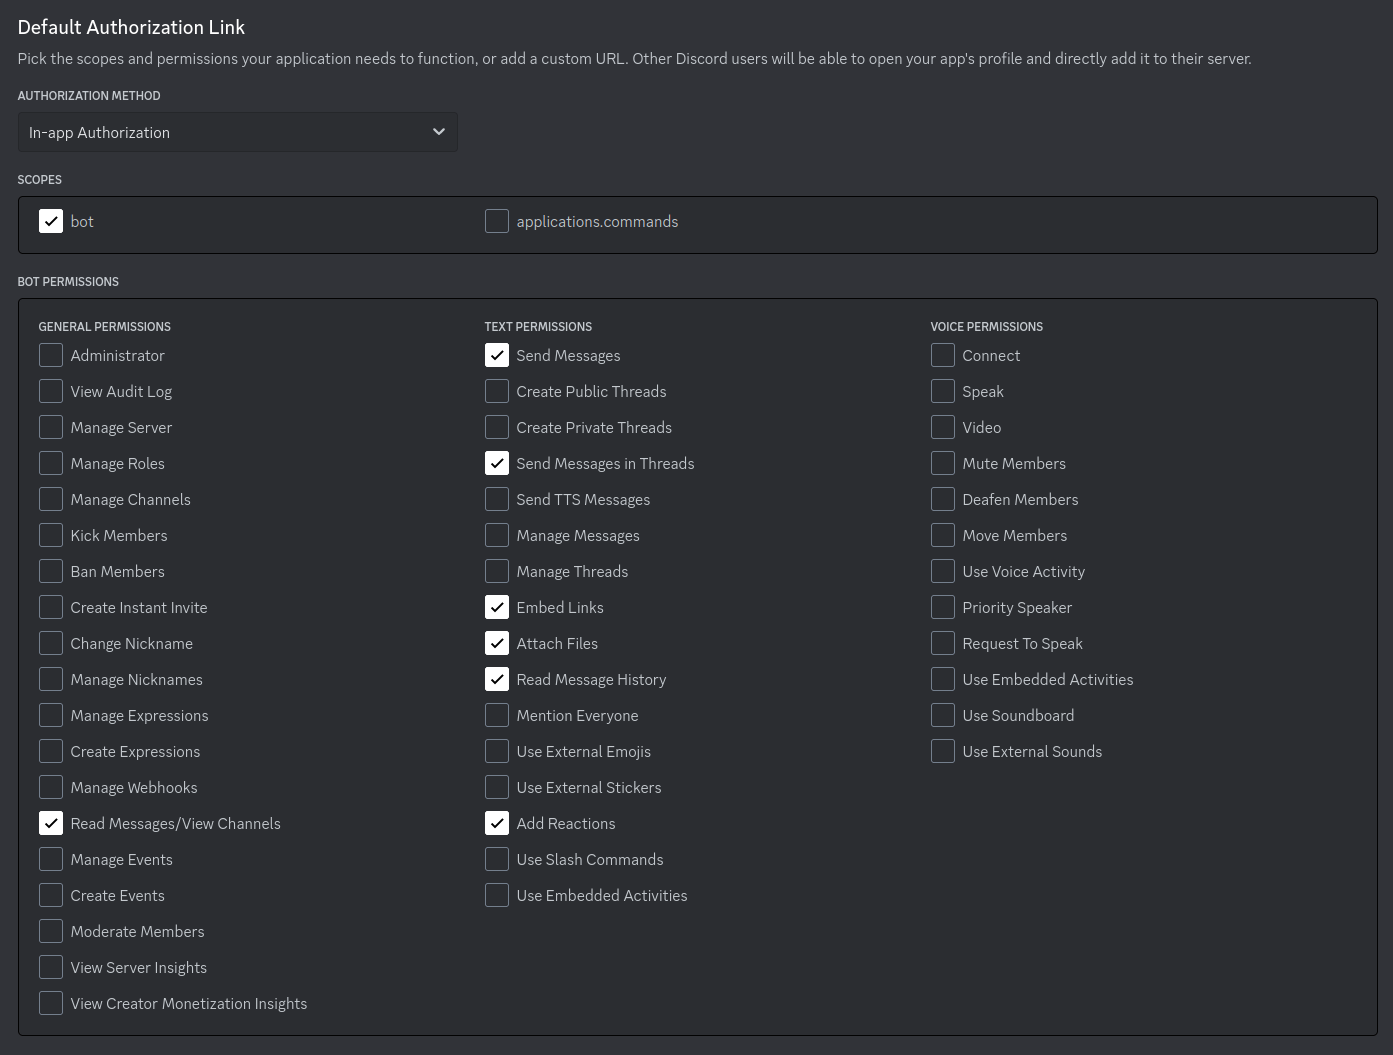 Default Authorization Link
Pick the scopes and permissions your application needs to function, or add a custom URL. Other Discord users will be able to open your app's profile and directly add it to their server.
AUTHORIZATION METHOD
In-app Authorization
SCOPES
bot
applications.commands
BOT PERMISSIONS
GENERAL PERMISSIONS
Administrator
View Audit Log
Manage Server
Manage Roles
Manage Channels
Kick Members
Ban Members
Create Instant Invite
Change Nickname
Manage Nicknames
Manage Expressions
Create Expressions
Manage Webhooks
Read Messages/View Channels
Manage Events
Create Events
Moderate Members
View Server Insights
View Creator Monetization Insights
TEXT PERMISSIONS
Send Messages
Create Public Threads
Create Private Threads
Send Messages in Threads
Send TTS Messages
Manage Messages
Manage Threads
Embed Links
Attach Files
Read Message History
Mention Everyone
Use External Emojis
Use External Stickers
Add Reactions
Use Slash Commands
Use Embedded Activities
VOICE PERMISSIONS
Connect
Speak
Video
Mute Members
Deafen Members
Move Members
Use Voice Activity
Priority Speaker
Request To Speak
Use Embedded Activities
Use Soundboard
Use External Sounds